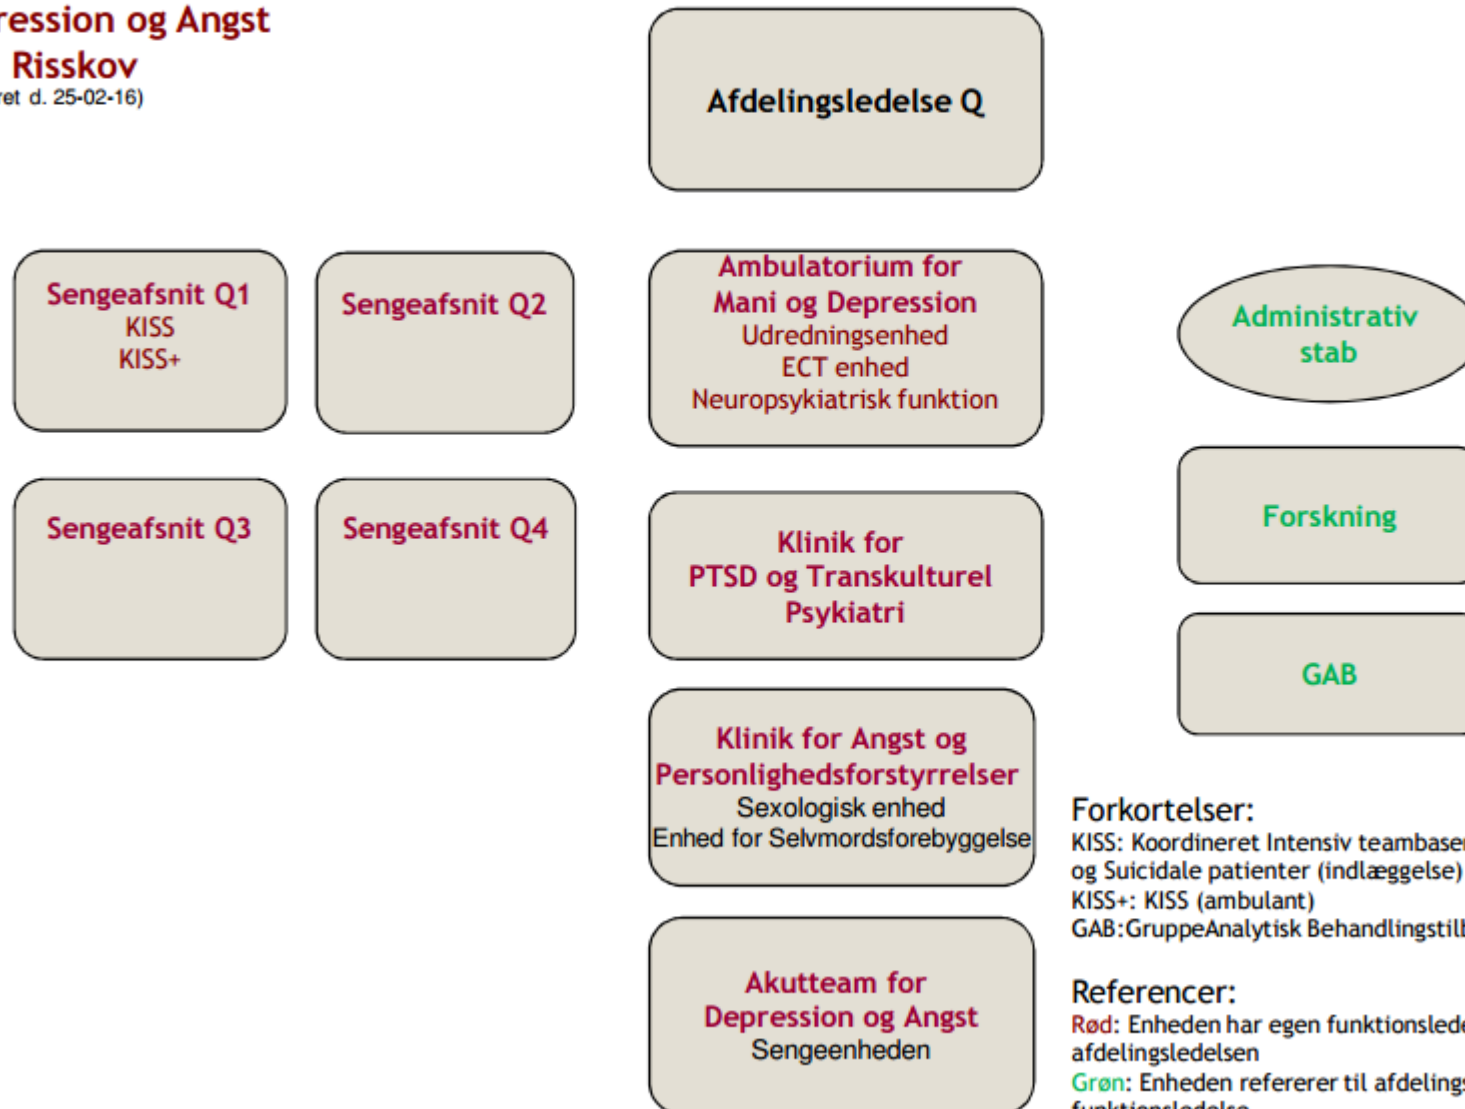 ression og Angst
Risskov
ret d. 25-02-16)
Afdelingsledelse Q
Sengeafsnit Q1
KISS
KISS+
Sengeafsnit Q2
Ambulatorium for
Mani og Depression
Udredningsenhed
ECT enhed
Neuropsykiatrisk funktion
Administrativ
stab
Sengeafsnit Q3
Sengeafsnit Q4
Klinik for
PTSD og Transkulturel
Psykiatri
Forskning
GAB
Klinik for Angst og
Personlighedsforstyrrelser
Sexologisk enhed
Enhed for Selvmordsforebyggelse
Akutteam for
Depression og Angst
Sengeenheden
Forkortelser:
KISS: Koordineret Intensiv teambaser
og Suicidale patienter (indlæggelse)
KISS+: KISS (ambulant)
GAB:GruppeAnalytisk Behandlingstilb
Referencer:
Rød: Enheden har egen funktionslede
afdelingsledelsen
Grøn: Enheden refererer til afdelings
funktionsledelse